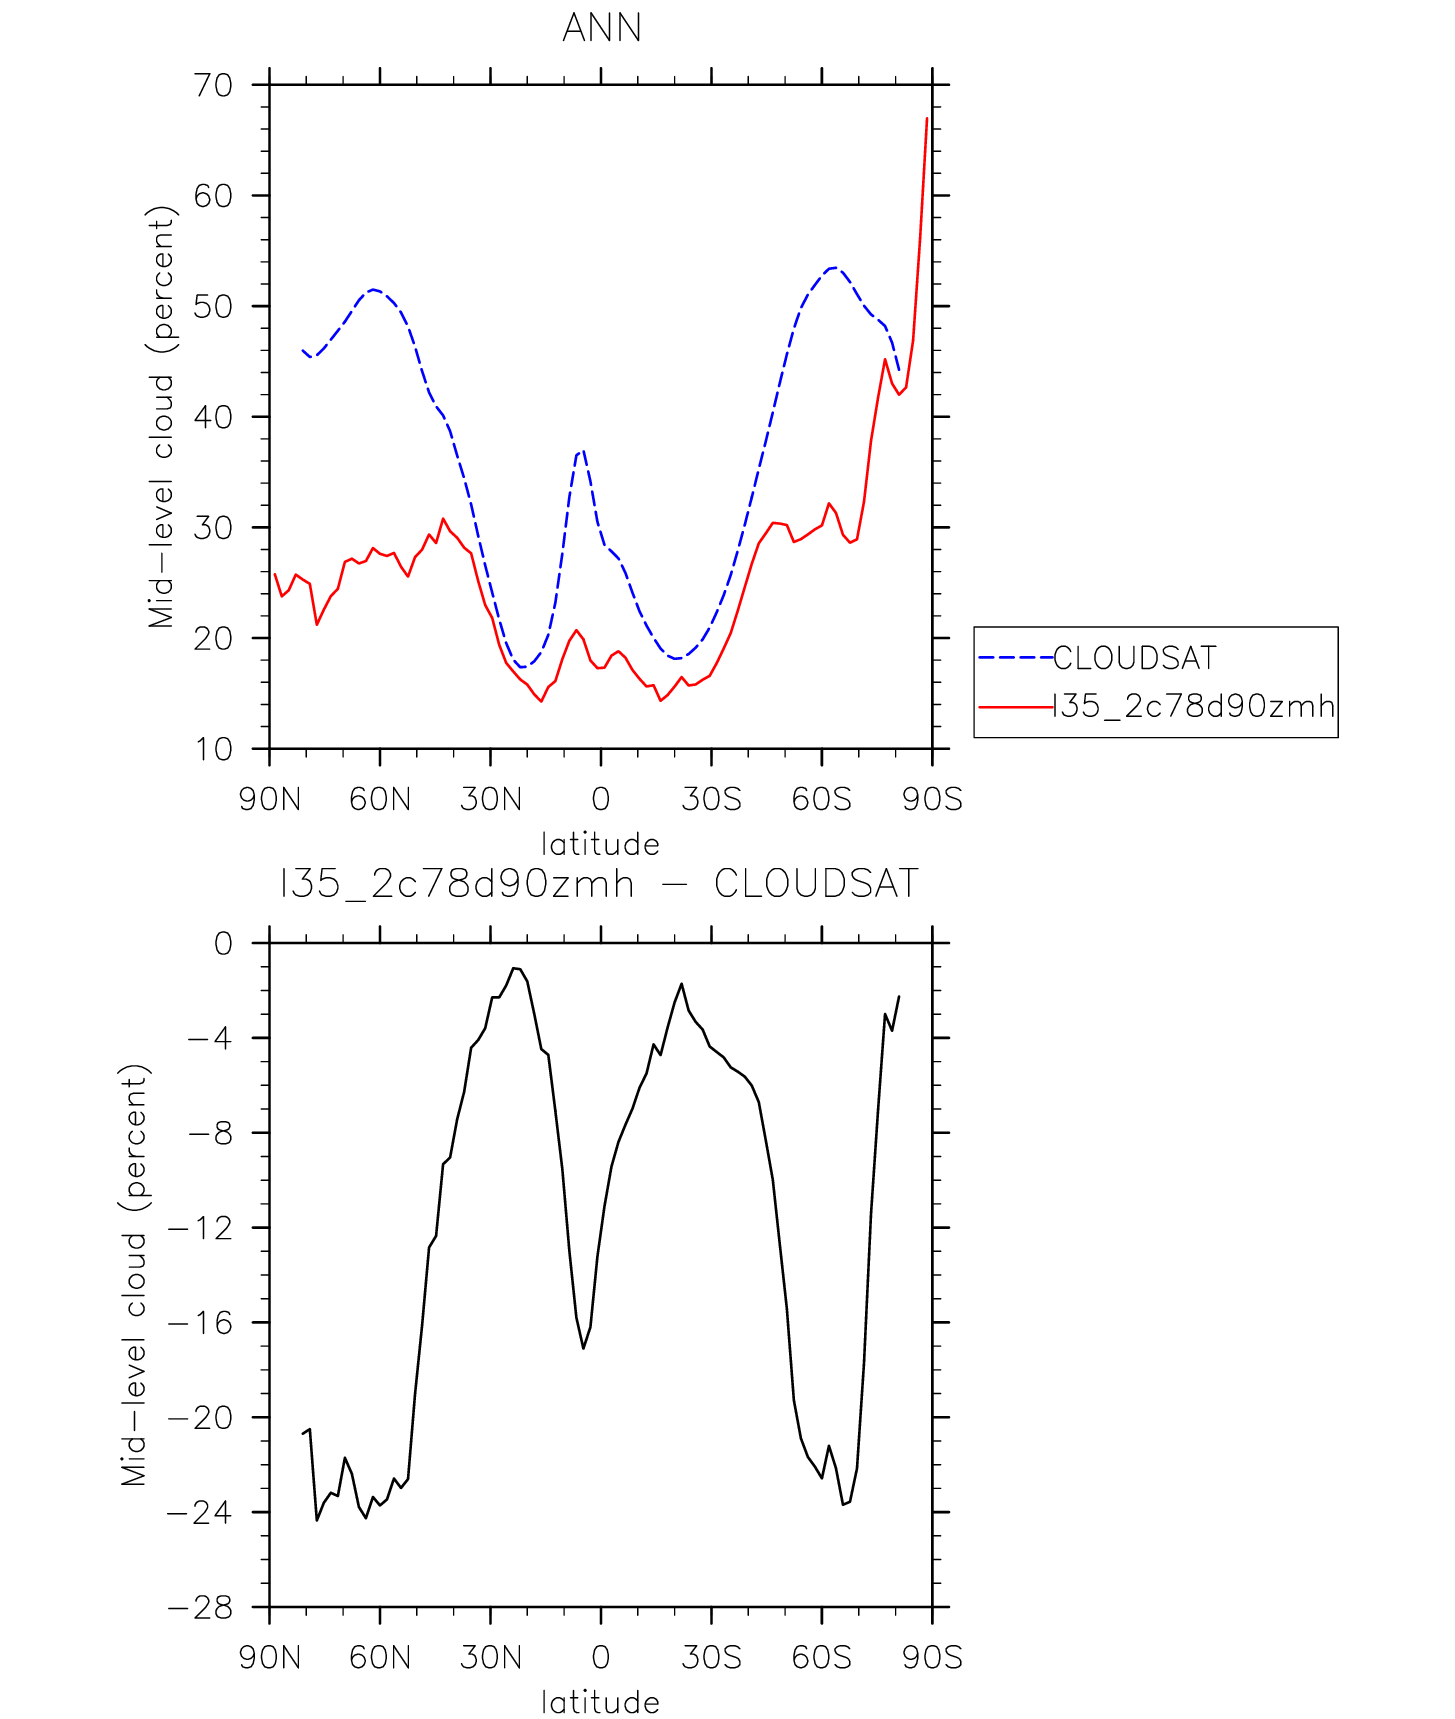 ANN
70
60
50
40
30
20
10
Mid-level cloud (percent)
90N 60N 30N 0 30S 60S 90S
latitude
CLOUDSAT
I35_2c78d90zmh
I35_2c78d90zmh - CLOUDSAT
0
-4
-8
-12
-16
-20
-24
-28
Mid-level cloud (percent)
90N 60N 30N 0 30S 60S 90S
latitude